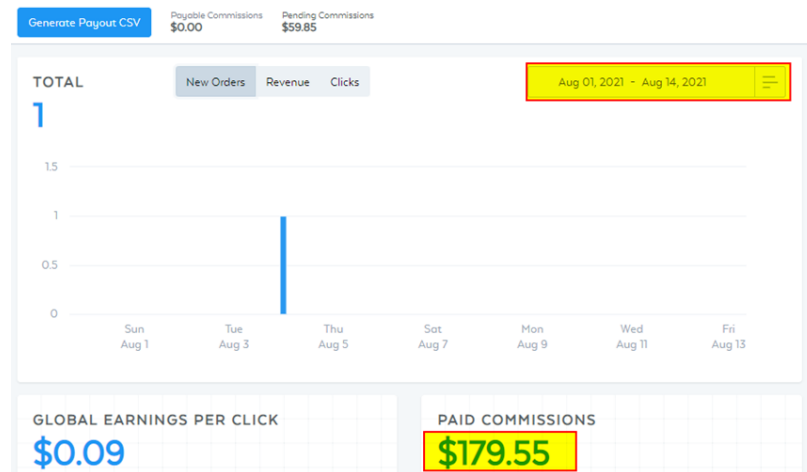 Generate Payout CSV
Payable Commissions
$0.00
Pending Commissions
$59.85
TOTAL
1
New Orders Revenue Clicks
Aug 01, 2021 - Aug 14, 2021
1.5
1
0.5
0
Sun Tue Thu Sat Mon Wed Fri
Aug 1 Aug 3 Aug 5 Aug 7 Aug 9 Aug 11 Aug 13
GLOBAL EARNINGS PER CLICK
$0.09
PAID COMMISSIONS
$179.55